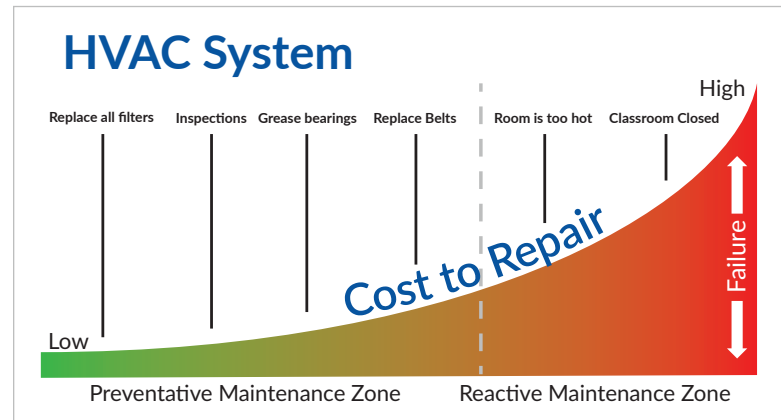 HVAC System
High
Replace all filters
Inspections
Grease bearings
Replace Belts
Room is too hot
Classroom Closed
Cost to Repair
Failure
Low
Preventative Maintenance Zone
Reactive Maintenance Zone